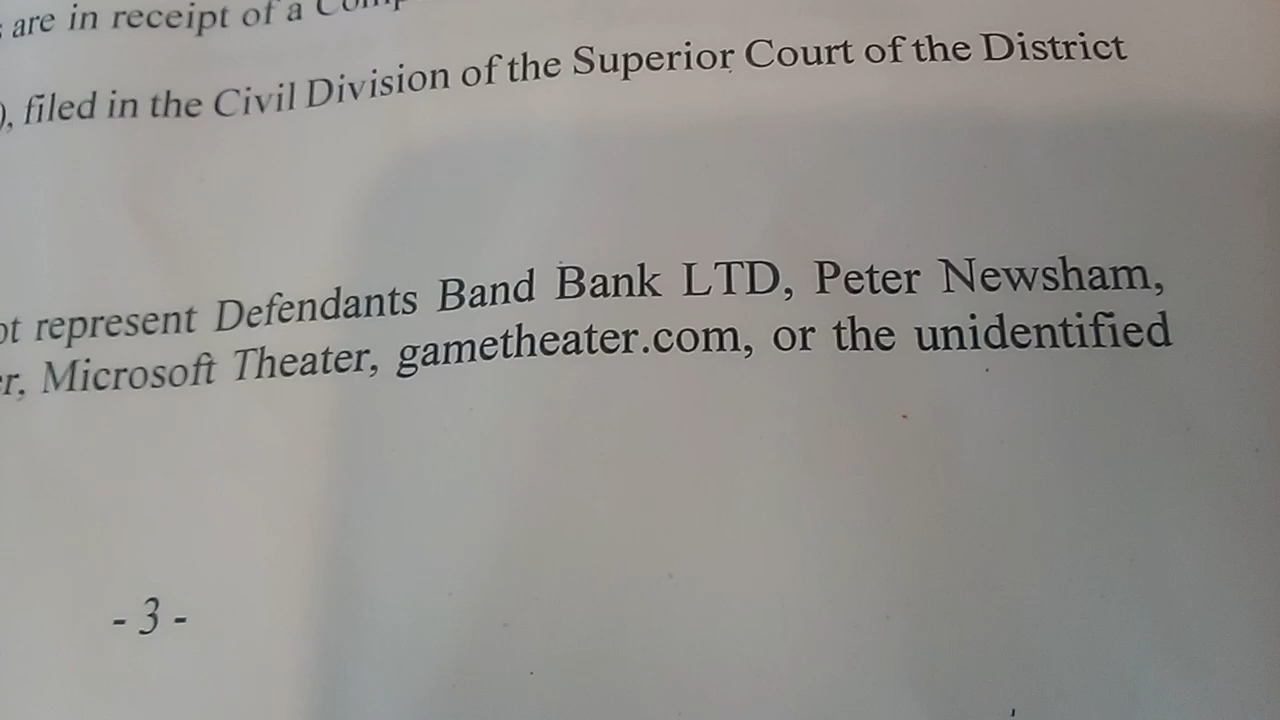 are in receipt of a
), filed in the Civil Division of the Superior Court of the District
represent Defendants Band Bank LTD, Peter Newsham,
Microsoft Theater, gametheater.com, or the unidentified
- 3 -